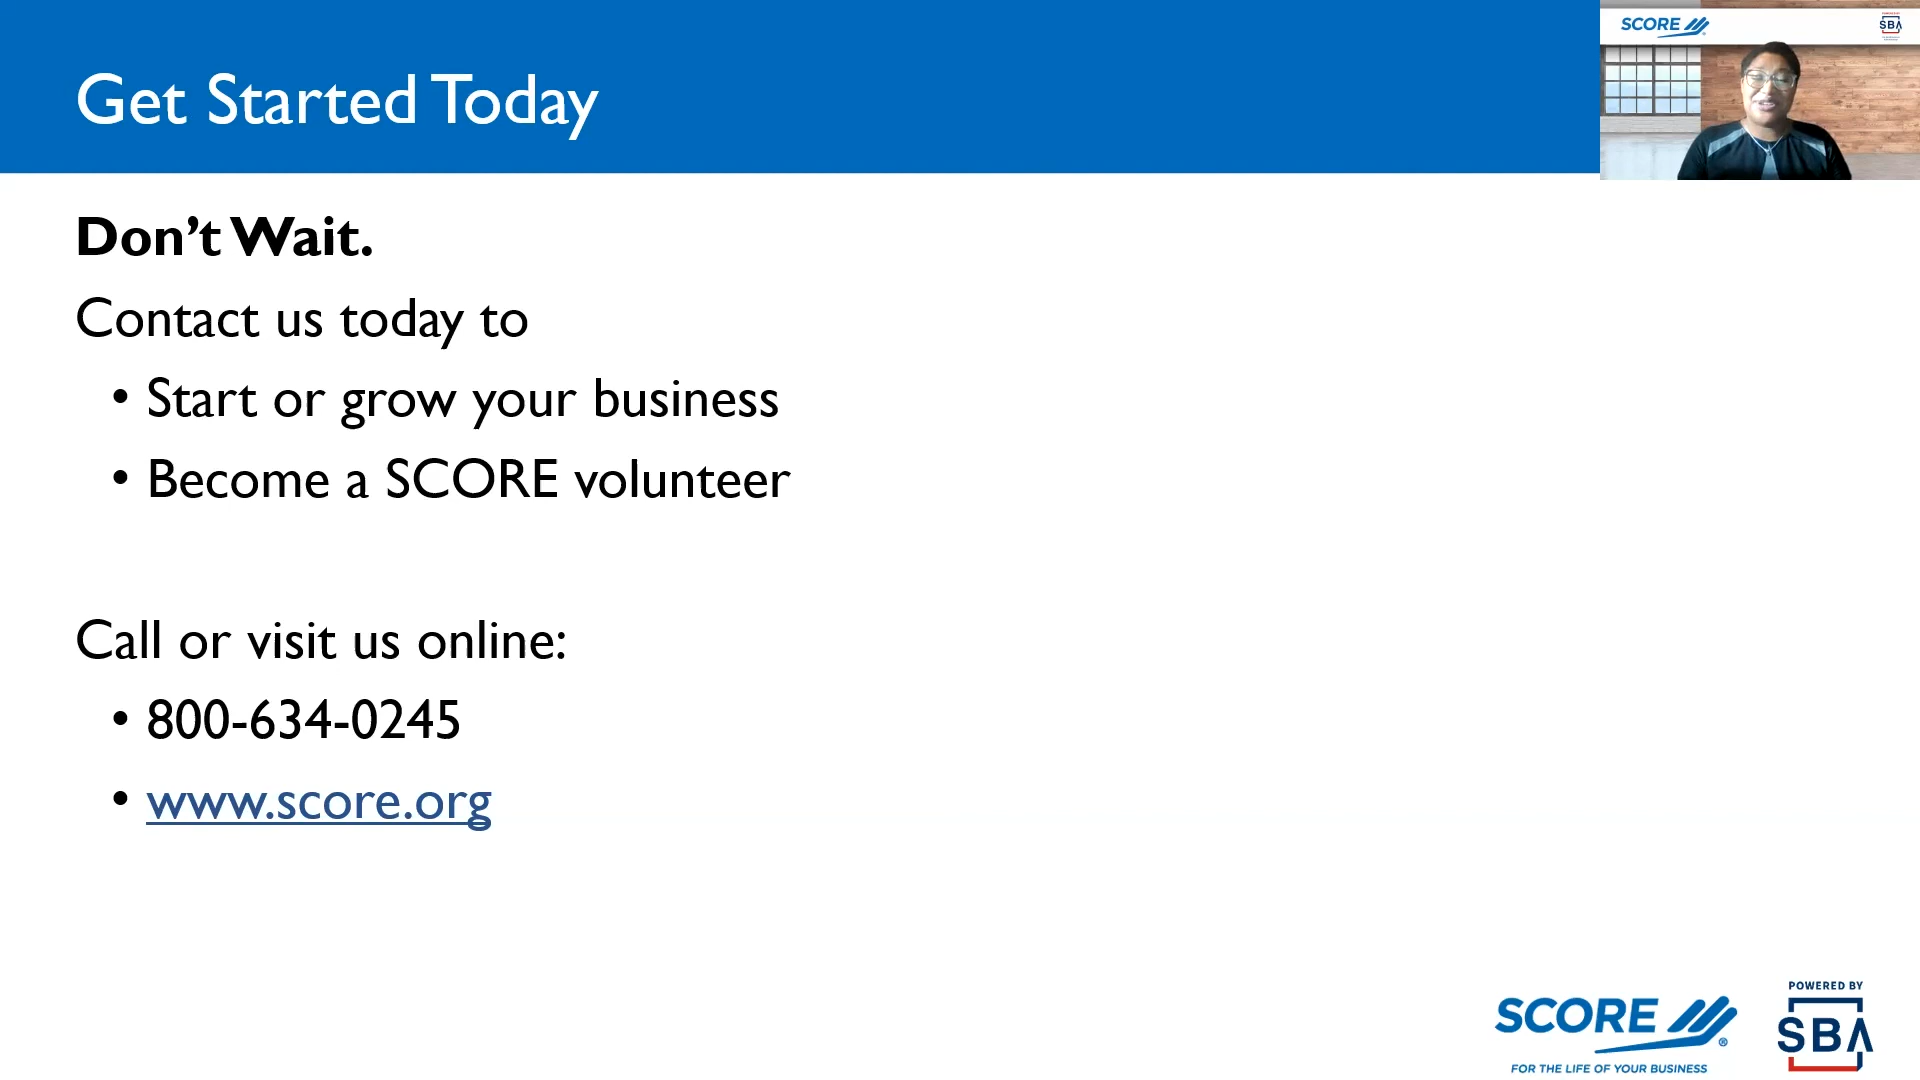 Get Started Today
SCORE
SBA
Don’t Wait.
Contact us today to
• Start or grow your business
• Become a SCORE volunteer
Call or visit us online:
• 800-634-0245
• www.score.org
SCORE ®
FOR THE LIFE OF YOUR BUSINESS
POWERED BY
SBA